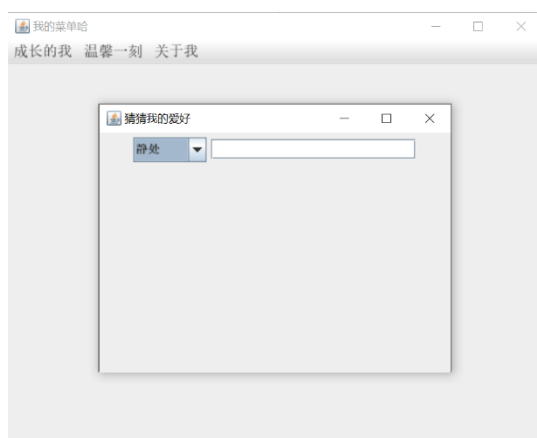 我的菜单哈
成长的我 温馨一刻 关于我
猜猜我的爱好
静处